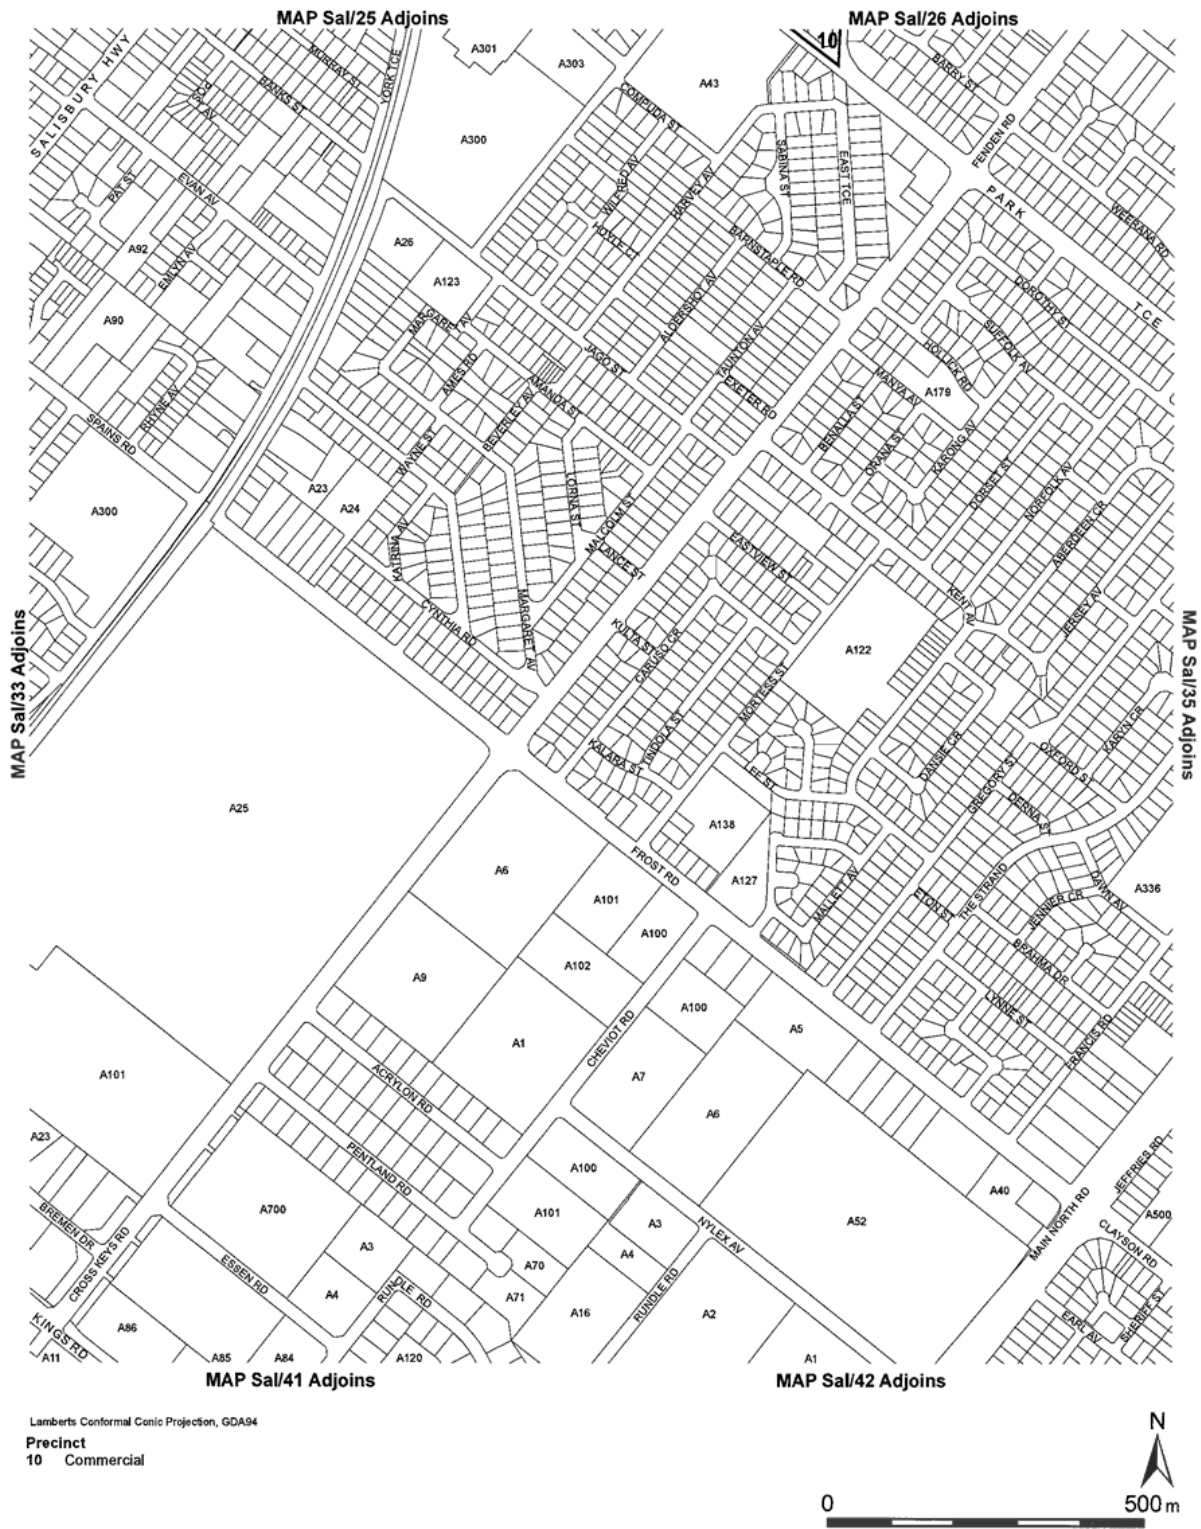 MAP Sal/25 Adjoins
MAP Sal/26 Adjoins
SALISBURY HWY
MURRAY ST
BANKS ST
YORK TCE
A301
A303
A43
10
BARRY ST
COMPUDA ST
A300
FENDEN RD
SABINA ST
EAST TCE
WILFRED AV
HARVEY AV
PAT ST
EVAN AV
PARK
WEERANA RD
HOYLE CT
BARNSTAPLE RD
A26
A92
EMLYN AV
A123
ALDERSHOT AV
DOROTHY ST
TCE
A90
MARGARET AV
SUFFOLK AV
TAUNTON AV
JAGO ST
HOLLICK RD
AMES RD
AMANDA ST
EXETER RD
MANYA AV
A179
RHYNE AV
BEVERLEY AV
BENALLA ST
SPAINS RD
WAYNE ST
ORANA ST
KARONG AV
DORSEY ST
NORFOLK AV
A23
A24
LORNA ST
A300
MALCOLM ST
ABERDEEN CR
KATRINA AV
LANCE ST
EASTVIEW ST
CYNTHIA RD
MARGARET AV
KENT AV
JERSEY AV
KULTA ST
CARUSO CR
A122
MORTESS ST
MAP Sal/33 Adjoins
MAP Sal/35 Adjoins
KALARA ST
TINDOLA ST
LEE ST
DANSIE CR
OXFORD ST
KARYN CR
GREGORY ST
DERNA ST
A25
A138
FROST RD
A6
A127
THE STRAND
A101
MALLETT AV
ETON ST
JENNIER CR
DAWN AV
A336
A100
BRAHMA DR
A102
A9
A100
LYNNE ST
A5
A1
CHEVIOT RD
FRANCIS RD
A101
ACRYLON RD
A7
A6
A23
PENTLAND RD
A100
JEFFRIES RD
A40
A700
A101
A3
NYLEX AV
A52
MAIN NORTH RD
A500
BREMEN DR
CROSS KEYS RD
A3
A4
CLAYSON RD
ESSEN RD
A70
RUNDLE RD
A4
A71
RUNDLE RD
A16
A2
SHERIFF ST
EARL AV
KINGS RD
A86
A11
A85
A84
A120
A1
MAP Sal/41 Adjoins
MAP Sal/42 Adjoins
Lamberts Conformal Conic Projection, GDA94
Precinct
10 Commercial
N
0 500 m